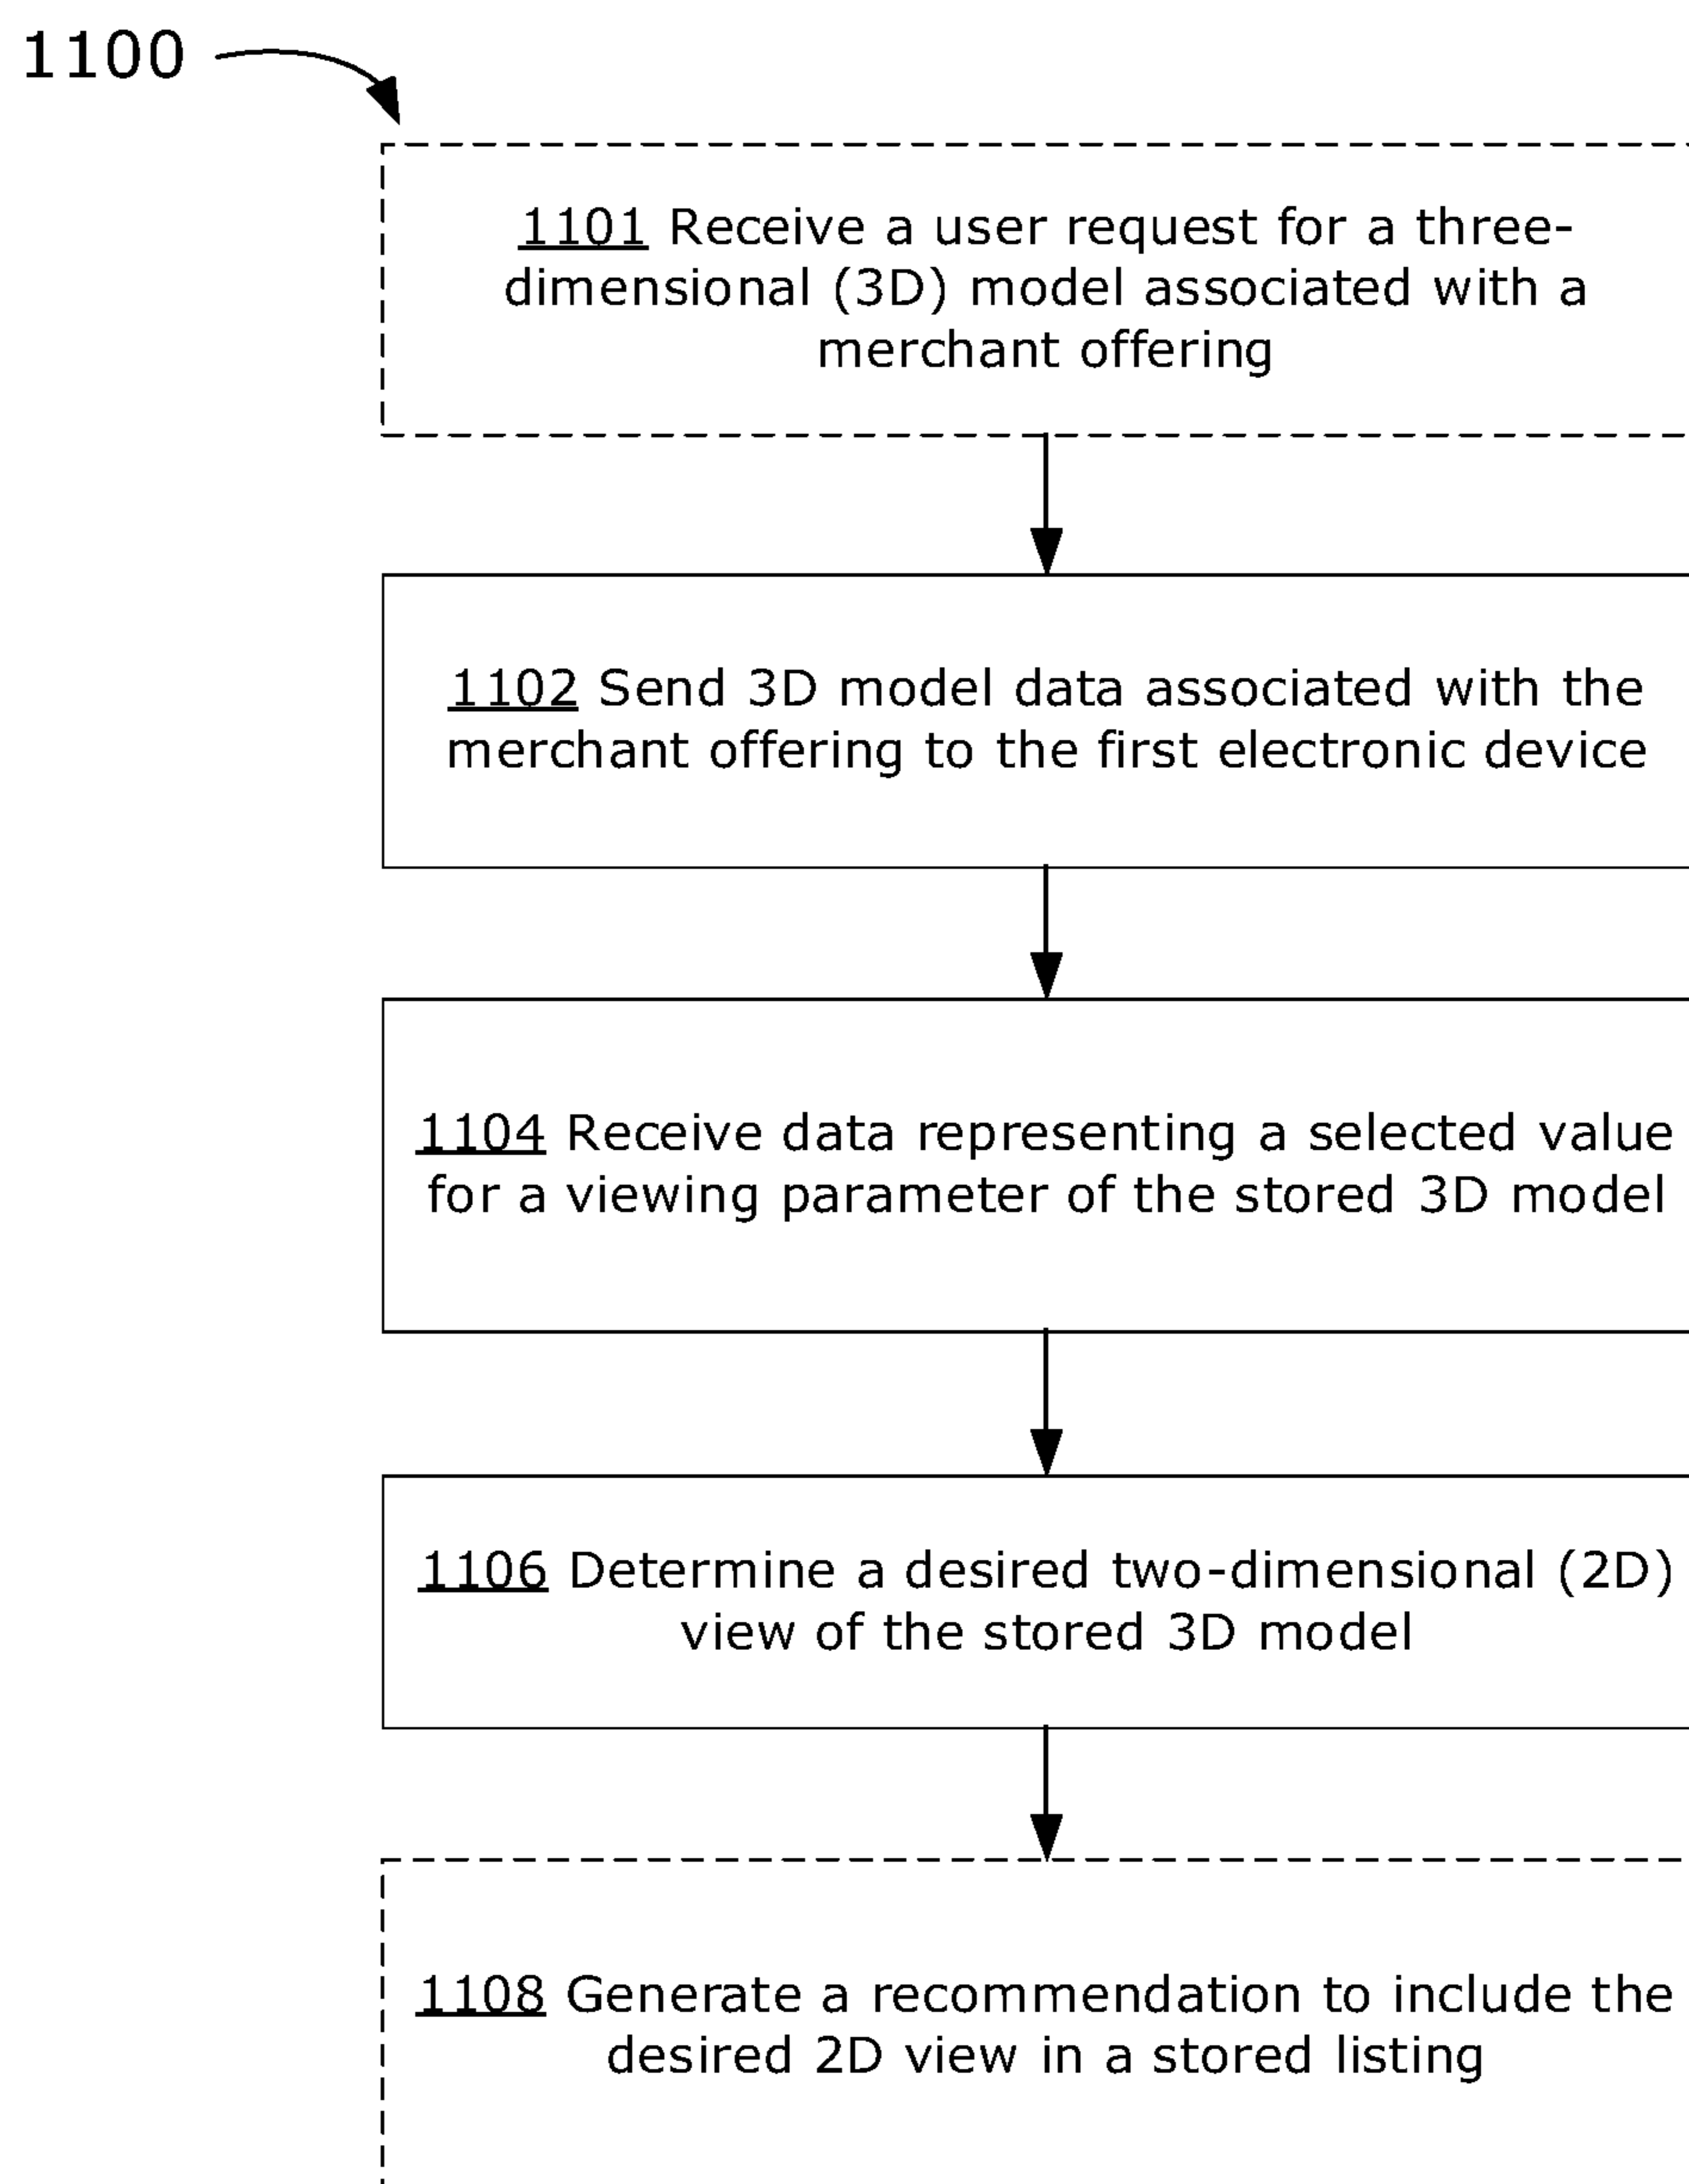 1100
1101 Receive a user request for a three-
dimensional (3D) model associated with a
merchant offering
1102 Send 3D model data associated with the
merchant offering to the first electronic device
1104 Receive data representing a selected value
for a viewing parameter of the stored 3D model
1106 Determine a desired two-dimensional (2D)
view of the stored 3D model
1108 Generate a recommendation to include the
desired 2D view in a stored listing